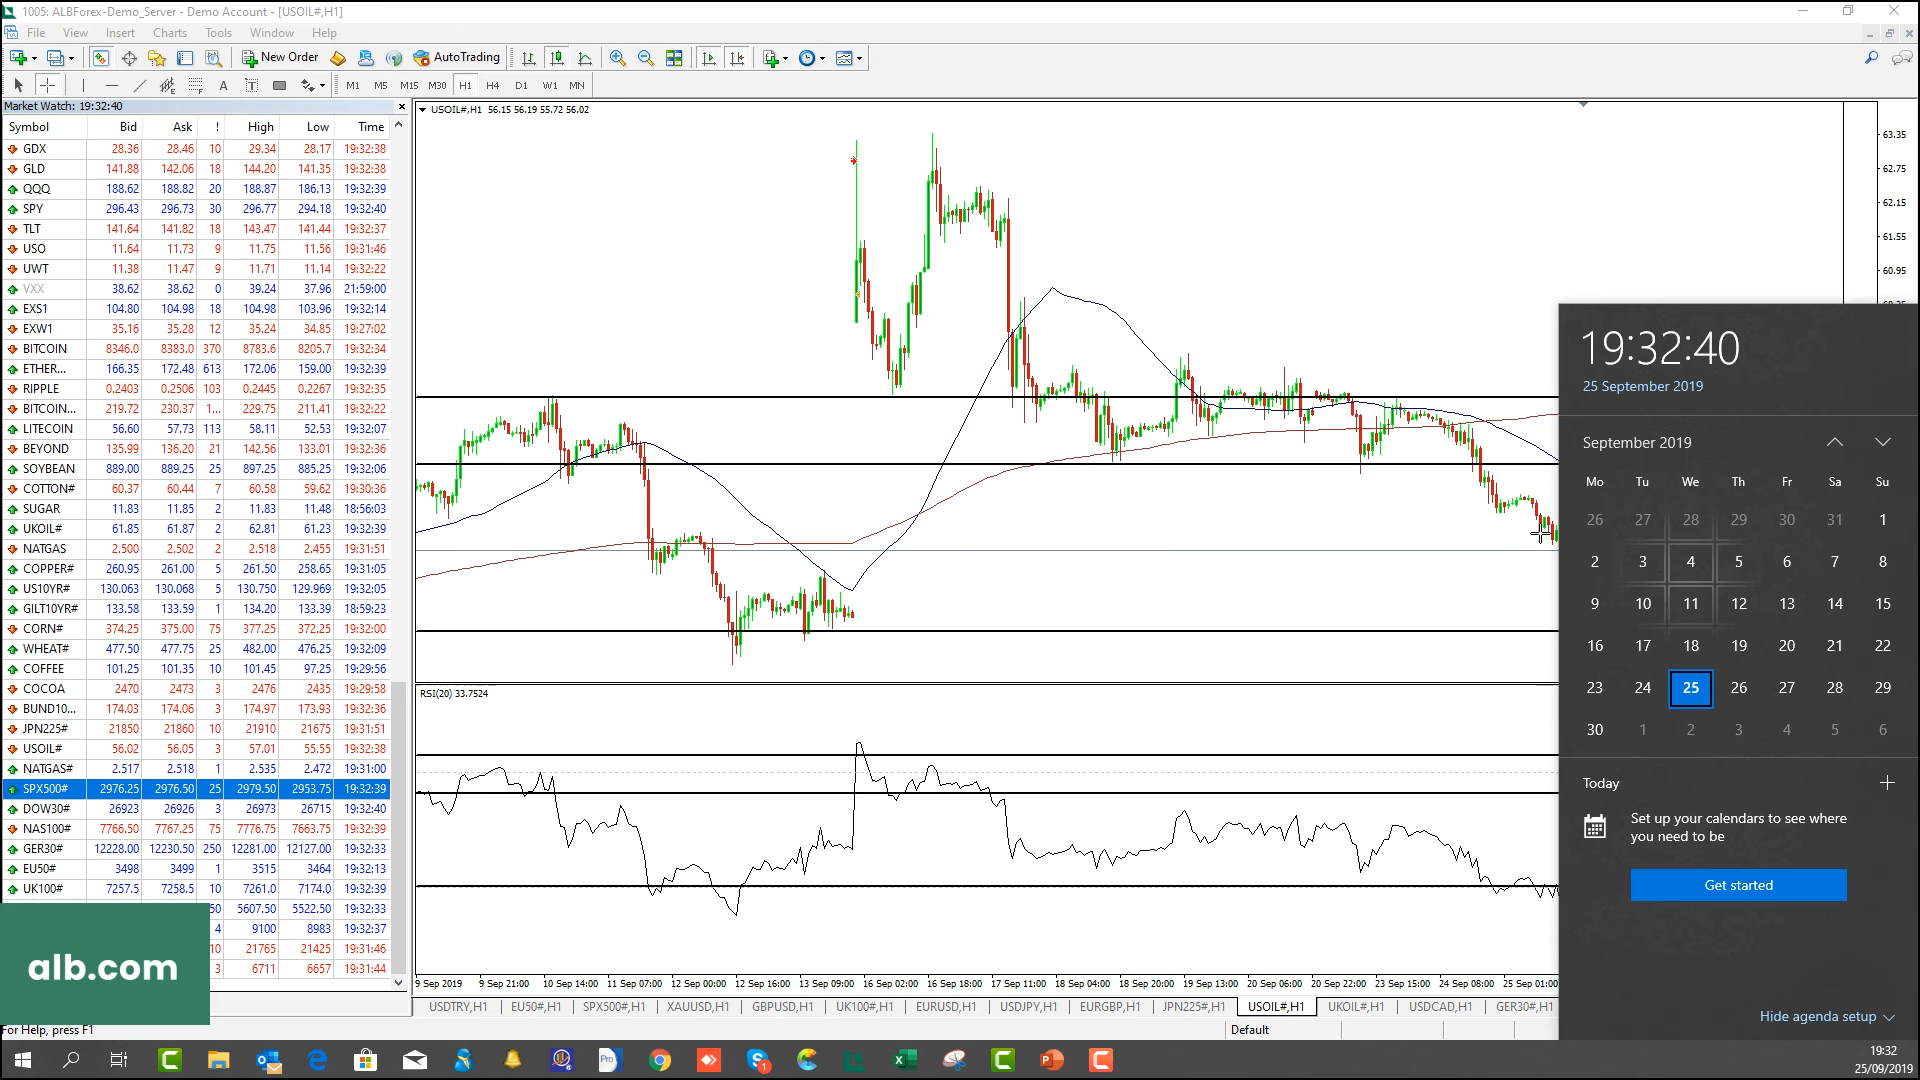 1005: ALBForex-Demo_Server - Demo Account - [USOIL#,H1]
File View Insert Charts Tools Window Help
New Order AutoTrading
M1 M5 M15 M30 H1 H4 D1 W1 MN
Market Watch: 19:32:40
Symbol Bid Ask ! High Low Time
GDX 28.36 28.46 10 29.34 28.17 19:32:38
GLD 141.88 142.06 18 144.20 141.35 19:32:38
QQQ 188.62 188.82 20 188.87 186.13 19:32:39
SPY 296.43 296.73 30 296.77 294.18 19:32:40
TLT 141.64 141.82 18 143.47 141.44 19:32:37
USO 11.64 11.73 9 11.75 11.56 19:31:46
UWT 11.38 11.47 9 11.71 11.14 19:32:22
VXX 38.62 38.62 0 39.24 37.96 21:59:00
EXS1 104.80 104.98 18 104.98 103.96 19:32:14
EXW1 35.16 35.28 12 35.24 34.85 19:27:02
BITCOIN 8346.0 8383.0 370 8783.6 8205.7 19:32:34
ETHER... 166.35 172.48 613 172.06 159.00 19:32:39
RIPPLE 0.2403 0.2506 103 0.2445 0.2267 19:32:35
BITCOIN... 219.72 230.37 1... 229.75 211.41 19:32:22
LITECOIN 56.60 57.73 113 58.11 52.53 19:32:07
BEYOND 135.99 136.20 21 142.56 133.01 19:32:36
SOYBEAN 889.00 889.25 25 897.25 885.25 19:32:06
COTTON# 60.37 60.44 7 60.58 59.62 19:30:36
SUGAR 11.83 11.85 2 11.83 11.48 18:56:03
UKOIL# 61.85 61.87 2 62.81 61.23 19:32:39
NATGAS 2.500 2.502 2 2.518 2.455 19:31:51
COPPER# 260.95 261.00 5 261.50 258.65 19:31:05
US10YR# 130.063 130.068 5 130.750 129.969 19:32:05
GILT10YR# 133.58 133.59 1 134.20 133.39 18:59:23
CORN# 374.25 375.00 75 377.25 372.25 19:32:00
WHEAT# 477.50 477.75 25 482.00 476.25 19:32:09
COFFEE 101.25 101.35 10 101.45 97.25 19:29:56
COCOA 2470 2473 3 2476 2435 19:29:58
BUND10... 174.03 174.06 3 174.97 173.93 19:32:36
JPN225# 21850 21860 10 21910 21675 19:31:51
USOIL# 56.02 56.05 3 57.01 55.55 19:32:38
NATGAS# 2.517 2.518 1 2.535 2.472 19:31:00
SPX500# 2976.25 2976.50 25 2979.50 2953.75 19:32:39
DOW30# 26923 26926 3 26973 26715 19:32:40
NAS100# 7766.50 7767.25 75 7776.75 7663.75 19:32:39
GER30# 12228.00 12230.50 250 12281.00 12127.00 19:32:33
EU50# 3498 3499 1 3515 3464 19:32:13
UK100# 7257.5 7258.5 10 7261.0 7174.0 19:32:39
50 5607.50 5522.50 19:32:33
4 9100 8983 19:32:37
10 21765 21425 19:31:46
3 6711 6657 19:31:44
alb.com
For Help, press F1
USOIL#,H1 56.15 56.19 55.72 56.02
63.35
62.75
62.15
61.55
60.95
RSI(20) 33.7524
9 Sep 2019 9 Sep 21:00 10 Sep 14:00 11 Sep 07:00 12 Sep 00:00 12 Sep 16:00 13 Sep 09:00 16 Sep 02:00 16 Sep 18:00 17 Sep 11:00 18 Sep 04:00 18 Sep 20:00 19 Sep 13:00 20 Sep 06:00 20 Sep 22:00 23 Sep 15:00 24 Sep 08:00 25 Sep 01:00
USDTRY,H1 EU50#,H1 SPX500#,H1 XAUUSD,H1 GBPUSD,H1 UK100#,H1 EURUSD,H1 USDJPY,H1 EURGBP,H1 JPN225#,H1 USOIL#,H1 UKOIL#,H1 USDCAD,H1 GER30#,H1
Default
19:32:40
25 September 2019
September 2019
Mo Tu We Th Fr Sa Su
26 27 28 29 30 31 1
2 3 4 5 6 7 8
9 10 11 12 13 14 15
16 17 18 19 20 21 22
23 24 25 26 27 28 29
30 1 2 3 4 5 6
Today
Set up your calendars to see where
you need to be
Get started
Hide agenda setup
19:32
25/09/2019